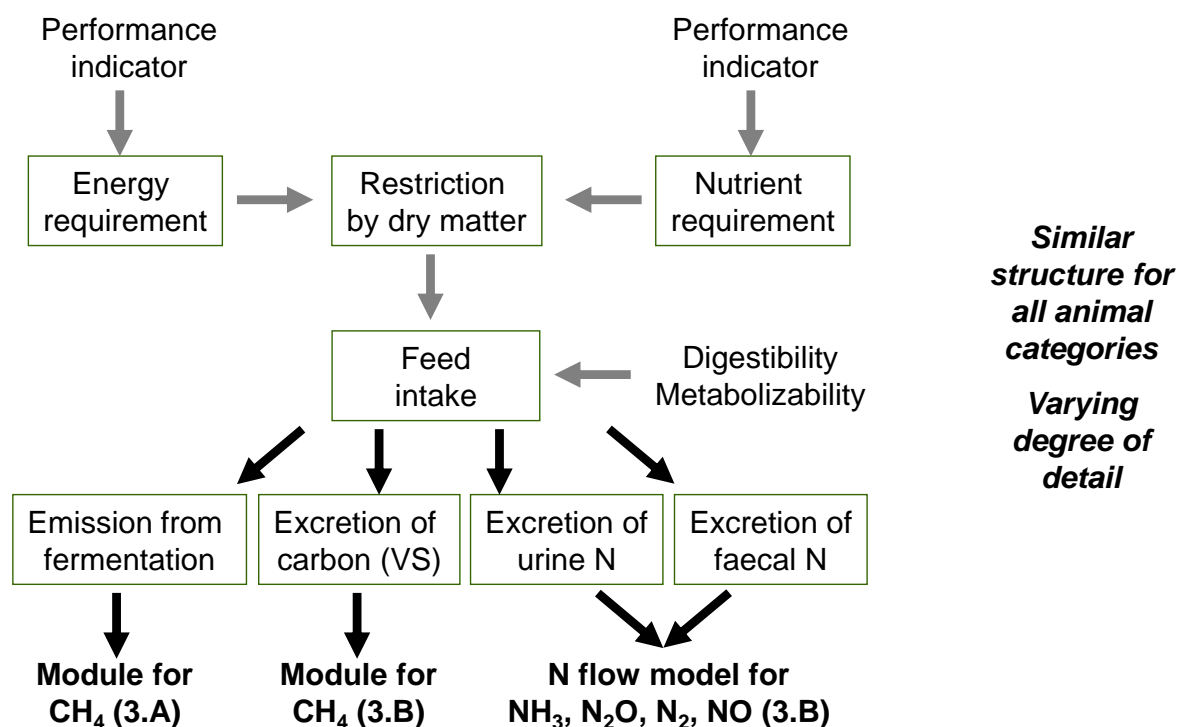 Performance
indicator
Performance
indicator
Energy
requirement
Restriction
by dry matter
Nutrient
requirement
Similar
structure for
all animal
categories
Varying
degree of
detail
Feed
intake
Digestibility
Metabolizability
Emission from
fermentation
Excretion of
carbon (VS)
Excretion of
urine N
Excretion of
faecal N
Module for
CH₄ (3.A)
Module for
CH₄ (3.B)
N flow model for
NH₃, N₂O, N₂, NO (3.B)